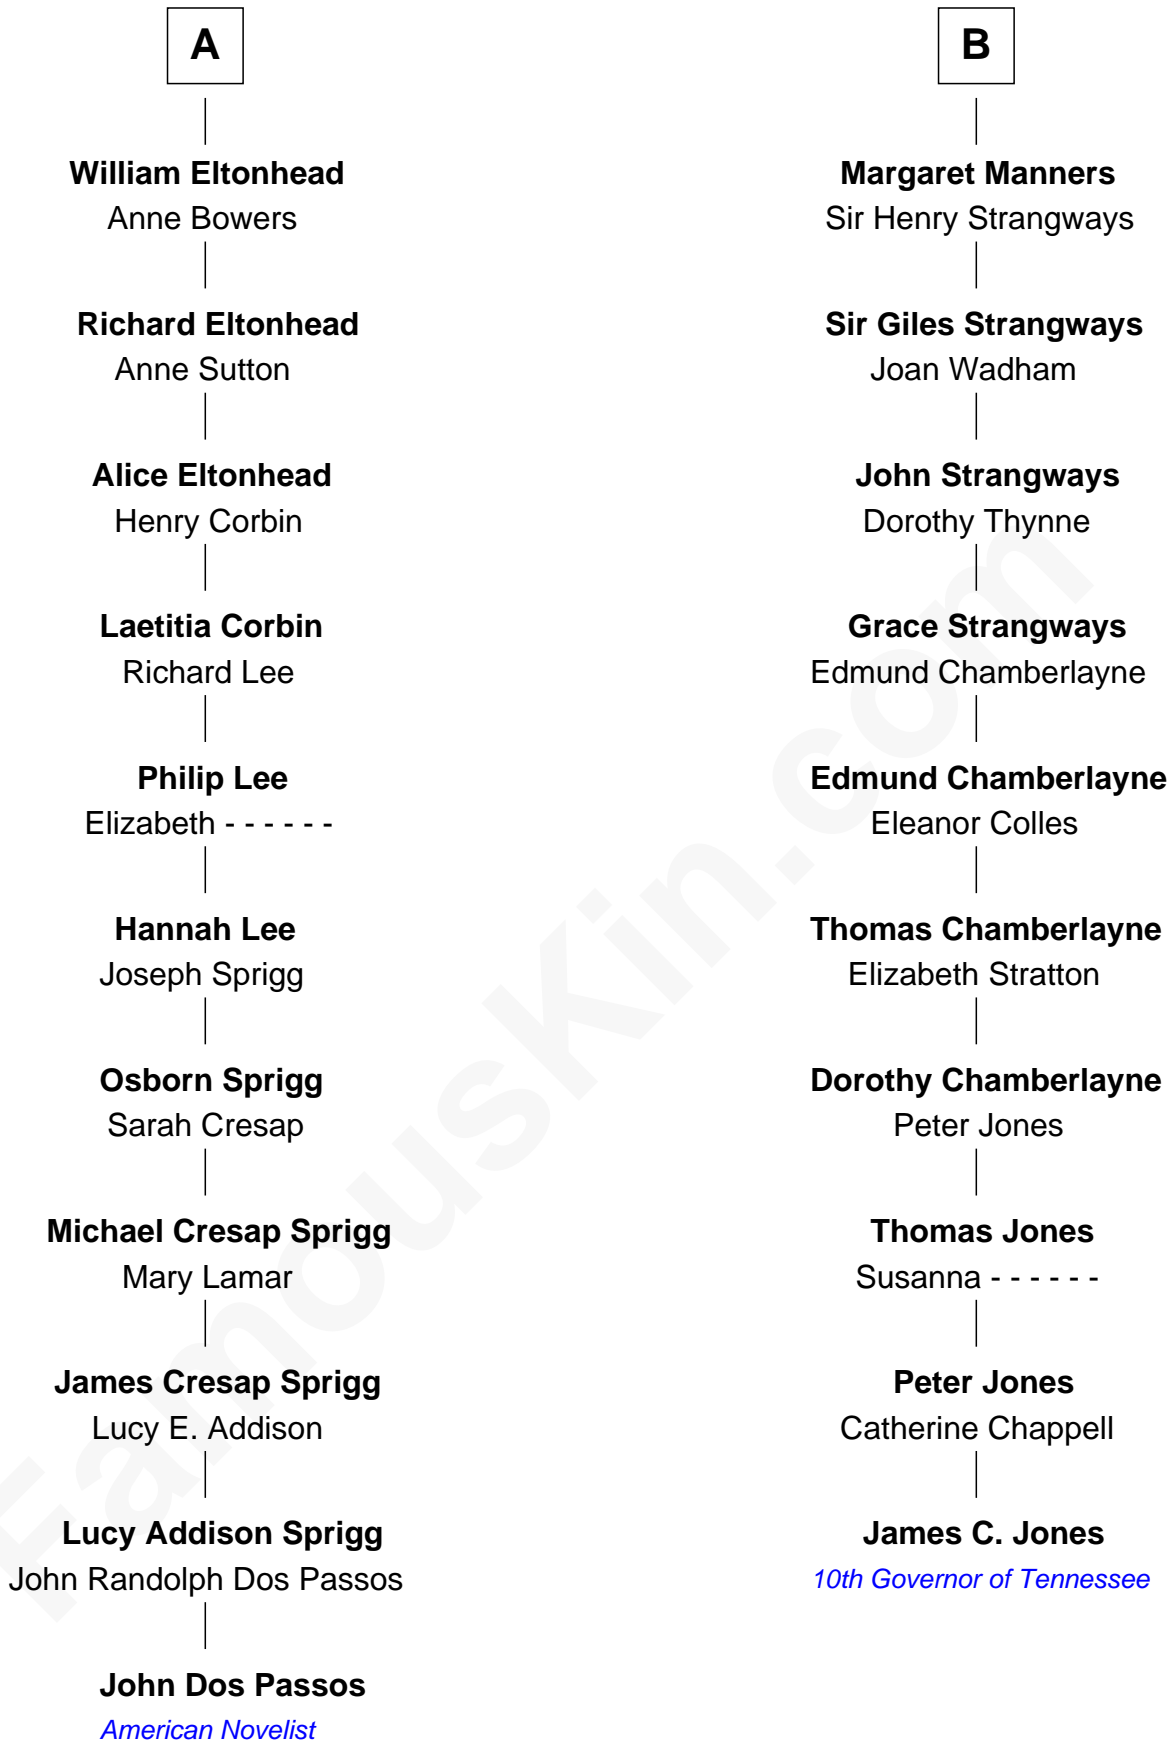 A
William Eltonhead
Anne Bowers
Richard Eltonhead
Anne Sutton
Alice Eltonhead
Henry Corbin
Laetitia Corbin
Richard Lee
Philip Lee
Elizabeth - - - - - -
Hannah Lee
Joseph Sprigg
Osborn Sprigg
Sarah Cresap
Michael Cresap Sprigg
Mary Lamar
James Cresap Sprigg
Lucy E. Addison
Lucy Addison Sprigg
John Randolph Dos Passos
John Dos Passos
American Novelist
B
Margaret Manners
Sir Henry Strangways
Sir Giles Strangways
Joan Wadham
John Strangways
Dorothy Thynne
Grace Strangways
Edmund Chamberlayne
Edmund Chamberlayne
Eleanor Colles
Thomas Chamberlayne
Elizabeth Stratton
Dorothy Chamberlayne
Peter Jones
Thomas Jones
Susanna - - - - - -
Peter Jones
Catherine Chappell
James C. Jones
10th Governor of Tennessee
FamousKin.com